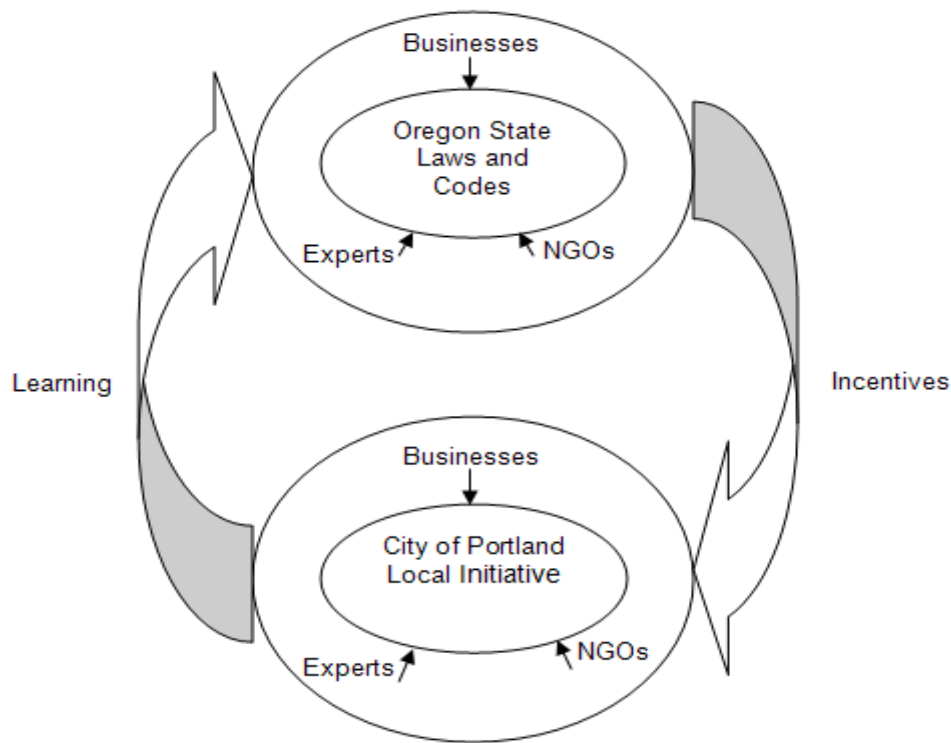 Businesses
Oregon State
Laws and
Codes
Experts
NGOs
Learning
Incentives
Businesses
City of Portland
Local Initiative
Experts
NGOs